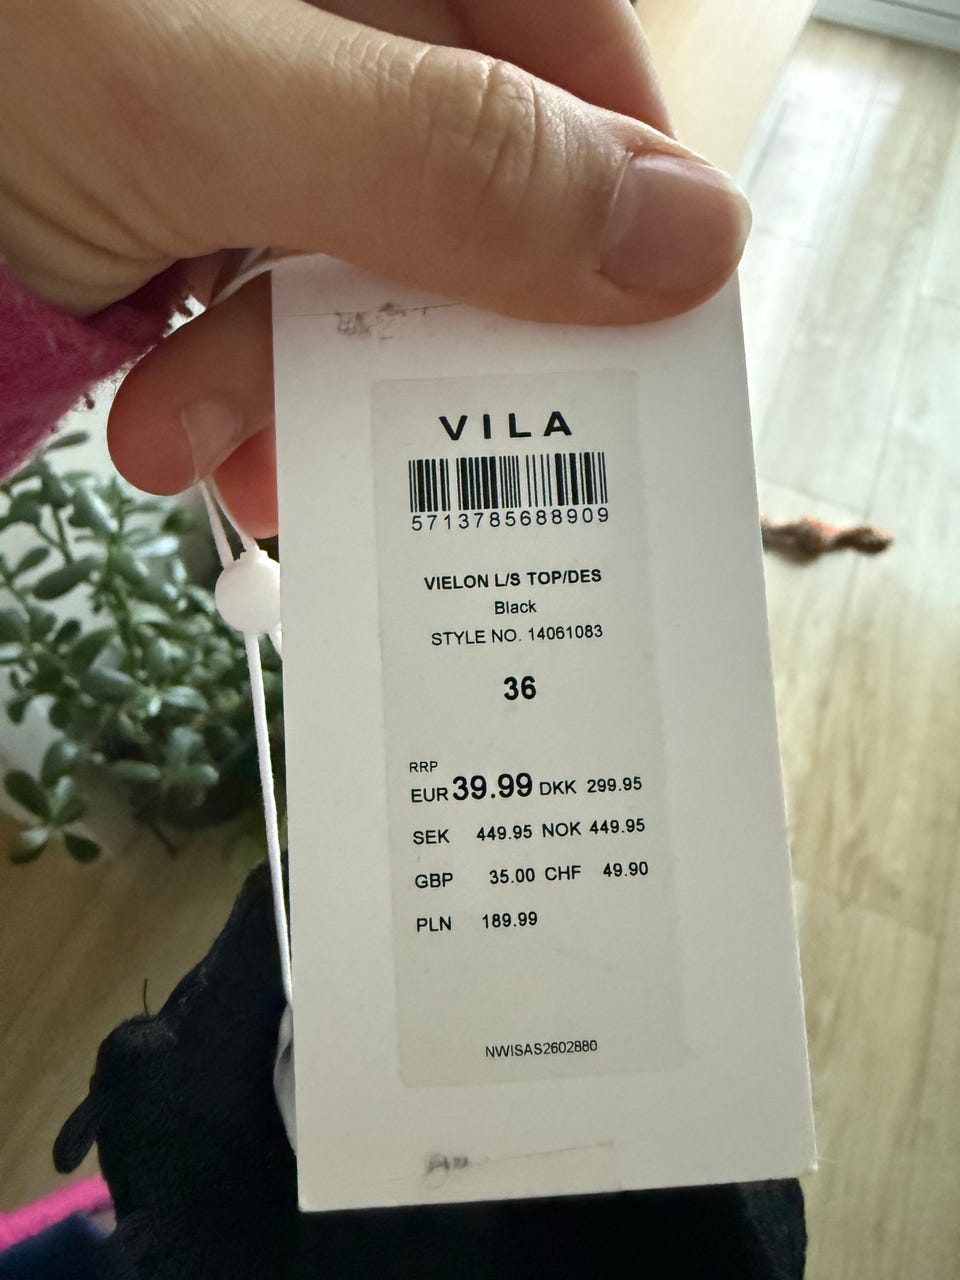 VILA
5713785688909
VIELON L/S TOP/DES
Black
STYLE NO. 14061083
36
RRP
EUR 39.99 DKK 299.95
SEK 449.95 NOK 449.95
GBP 35.00 CHF 49.90
PLN 189.99
NWISAS2602880